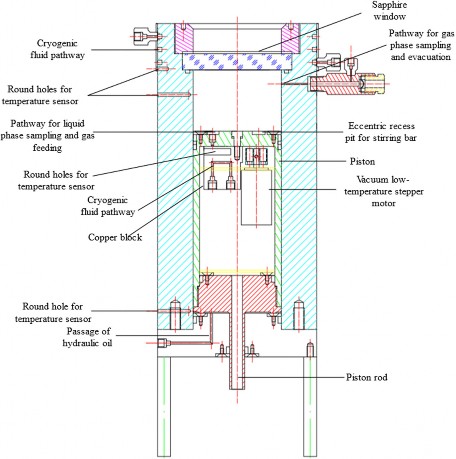 Sapphire
window
Cryogenic
fluid pathway
Pathway for gas
phase sampling
and evacuation
Round holes for
temperature sensor
Pathway for liquid
phase sampling and gas
feeding
Eccentric recess
pit for stirring bar
Piston
Round holes for
temperature sensor
Vacuum low-
temperature stepper
motor
Cryogenic
fluid pathway
Copper block
Round hole for
temperature sensor
Passage of
hydraulic oil
Piston rod